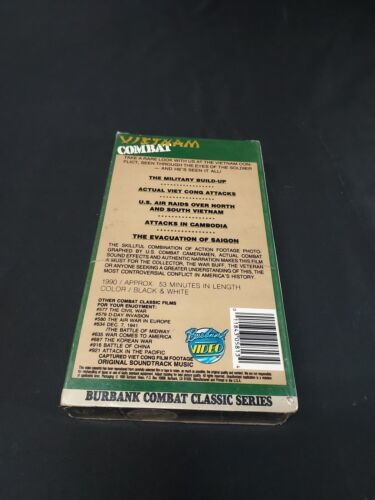 VIETNAM
COMBAT
TAKE A RARE LOOK WITH US AT THE VIETNAM CON-
FLICT, SEEN THROUGH THE EYES OF THE SOLDIER
— AND HE'S SEEN IT ALL!
THE MILITARY BUILD-UP
ACTUAL VIET CONG ATTACKS
U.S. AIR RAIDS OVER NORTH
AND SOUTH VIETNAM
ATTACKS IN CAMBODIA
THE EVACUATION OF SAIGON
THE SKILLFUL COMBINATION OF ACTION FOOTAGE PHOTO-
GRAPHED BY U.S. COMBAT CAMERAMEN, ACTUAL COMBAT
SOUND EFFECTS AND AUTHENTIC NARRATION MAKES THIS FILM
A MUST FOR THE COLLECTOR, THE WAR BUFF, THE VETERAN
OR ANYONE SEEKING A GREATER UNDERSTANDING OF THIS, THE
MOST CONTROVERSIAL CONFLICT IN AMERICA'S HISTORY.
1990 / APPROX. 53 MINUTES IN LENGTH
COLOR / BLACK & WHITE
OTHER COMBAT CLASSIC FILMS
FOR YOUR ENJOYMENT:
#577 THE CIVIL WAR
#579 D-DAY INVASION
#580 THE AIR WAR IN EUROPE
#634 DEC. 7, 1941
/THE BATTLE OF MIDWAY
#635 WAR COMES TO AMERICA
#687 THE KOREAN WAR
#916 BATTLE OF CHINA
#921 ATTACK IN THE PACIFIC
Burbank
VIDEO
CAPTURED VIET CONG FILM FOOTAGE
ORIGINAL SOUNDTRACK MUSIC
BURBANK COMBAT CLASSIC SERIES